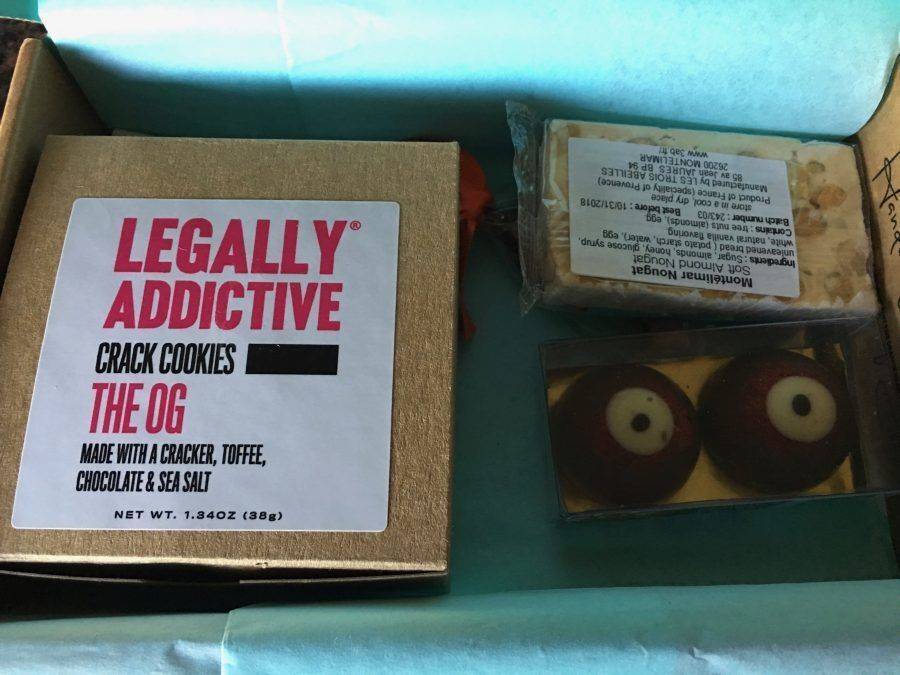 LEGALLY®
ADDICTIVE
CRACK COOKIES
THE OG
MADE WITH A CRACKER, TOFFEE,
CHOCOLATE & SEA SALT
NET WT. 1.34OZ (38g)
Montélimar Nougat
Soft Almond Nougat
Ingredients : Sugar, almonds, honey, glucose syrup,
unleavened bread (potato starch, water), egg
white, natural vanilla flavoring.
Contains : tree nuts (almonds), egg.
Batch number : 243/03 Best before : 10/31/2018
store in a cool, dry place
Product of France (speciality of Provence)
Manufactured by LES TROIS ABEILLES
85 av Jean JAURES BP 94
26200 MONTELIMAR
www.3ab.fr/